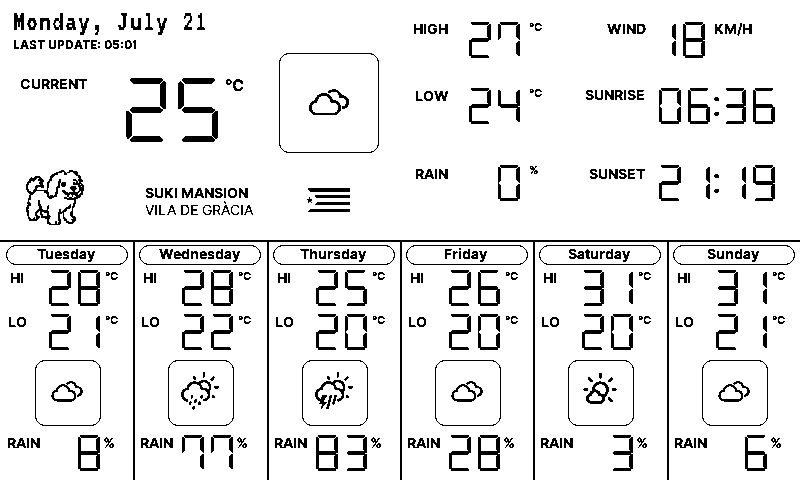 Monday, July 21
LAST UPDATE: 05:01
CURRENT 25 °C
SUKI MANSION
VILA DE GRÀCIA
HIGH 27 °C
LOW 24 °C
RAIN 0 %
WIND 18 KM/H
SUNRISE 06:36
SUNSET 21:19
Tuesday
HI 28 °C
LO 21 °C
RAIN 8 %
Wednesday
HI 28 °C
LO 22 °C
RAIN 77 %
Thursday
HI 25 °C
LO 20 °C
RAIN 83 %
Friday
HI 26 °C
LO 20 °C
RAIN 28 %
Saturday
HI 31 °C
LO 20 °C
RAIN 3 %
Sunday
HI 31 °C
LO 21 °C
RAIN 6 %